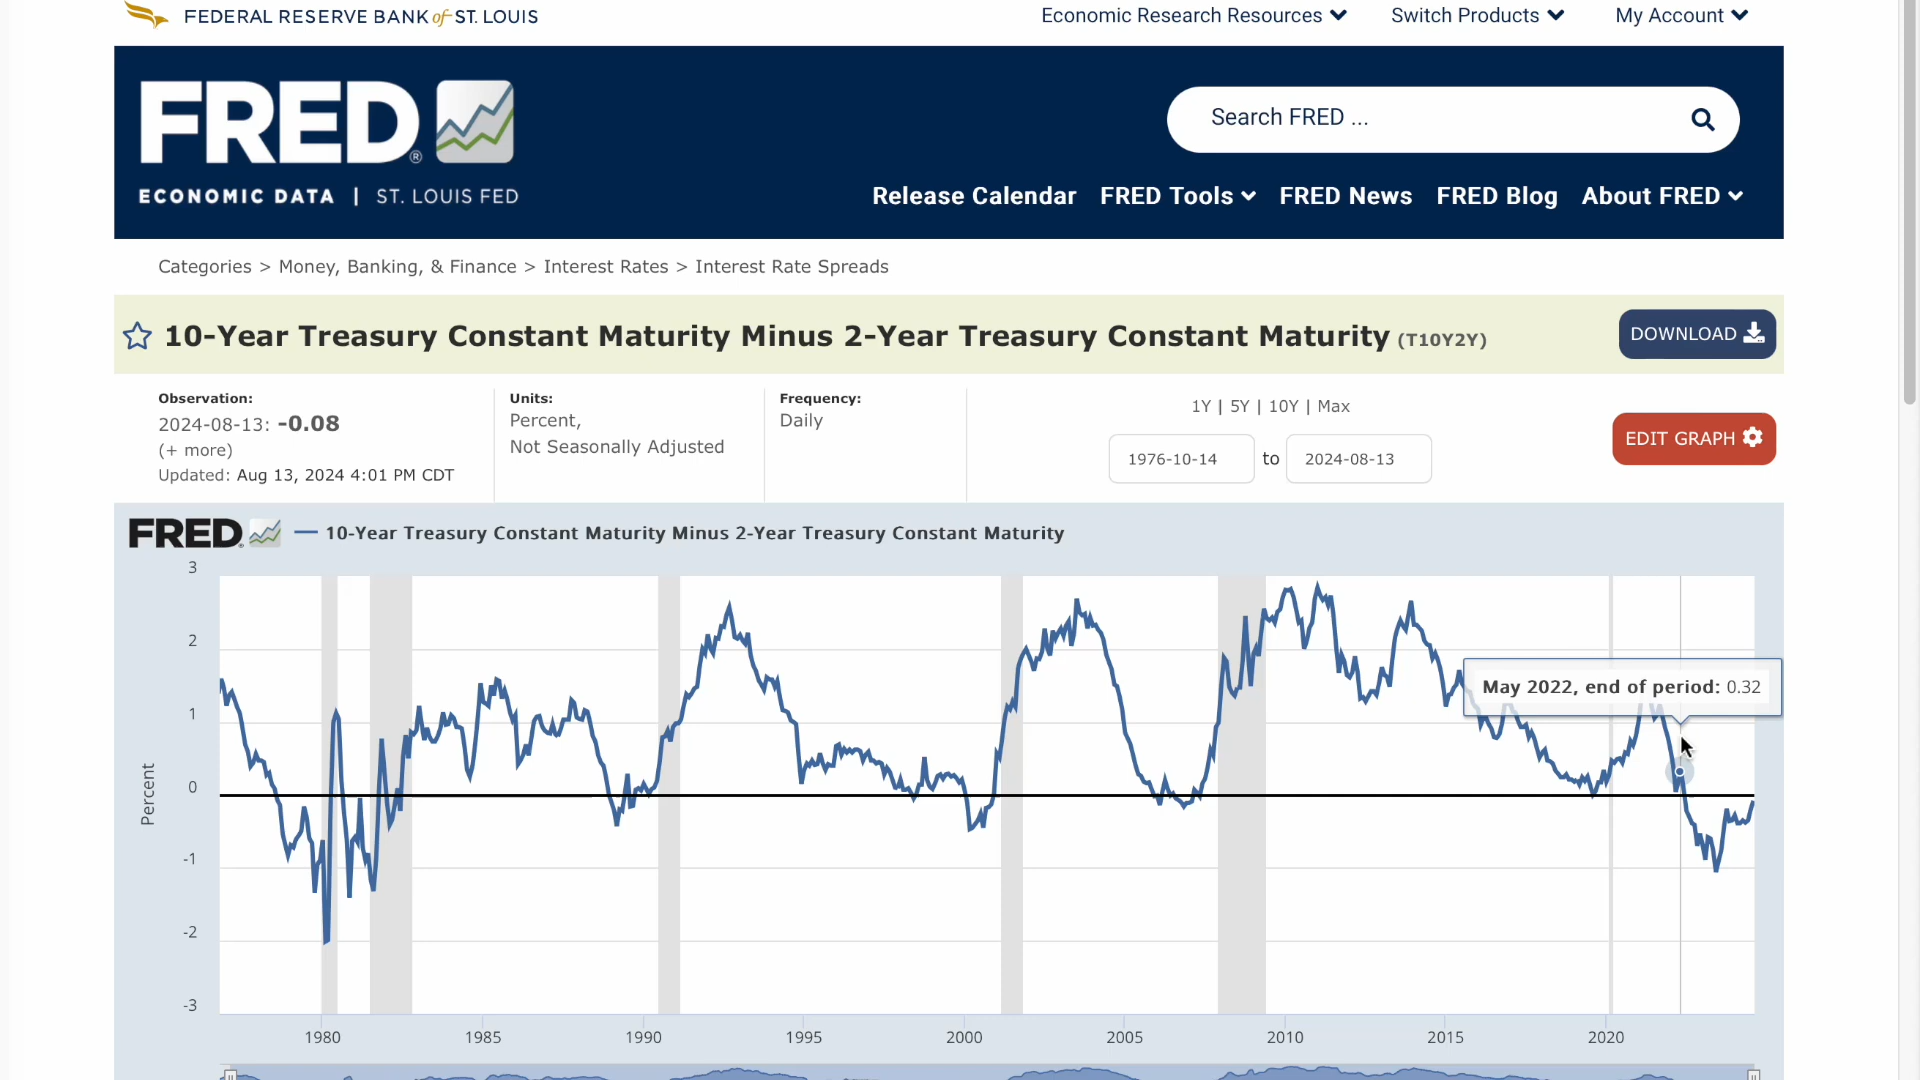 FEDERAL RESERVE BANK of ST. LOUIS
Economic Research Resources Switch Products My Account
FRED®
Search FRED ...
ECONOMIC DATA | ST. LOUIS FED
Release Calendar FRED Tools FRED News FRED Blog About FRED
Categories > Money, Banking, & Finance > Interest Rates > Interest Rate Spreads
10-Year Treasury Constant Maturity Minus 2-Year Treasury Constant Maturity (T10Y2Y)
DOWNLOAD
Observation:
2024-08-13: -0.08
(+ more)
Updated: Aug 13, 2024 4:01 PM CDT
Units:
Percent,
Not Seasonally Adjusted
Frequency:
Daily
1Y | 5Y | 10Y | Max
1976-10-14 to 2024-08-13
EDIT GRAPH
FRED 10-Year Treasury Constant Maturity Minus 2-Year Treasury Constant Maturity
3
2
1
0
-1
-2
-3
Percent
May 2022, end of period: 0.32
1980 1985 1990 1995 2000 2005 2010 2015 2020